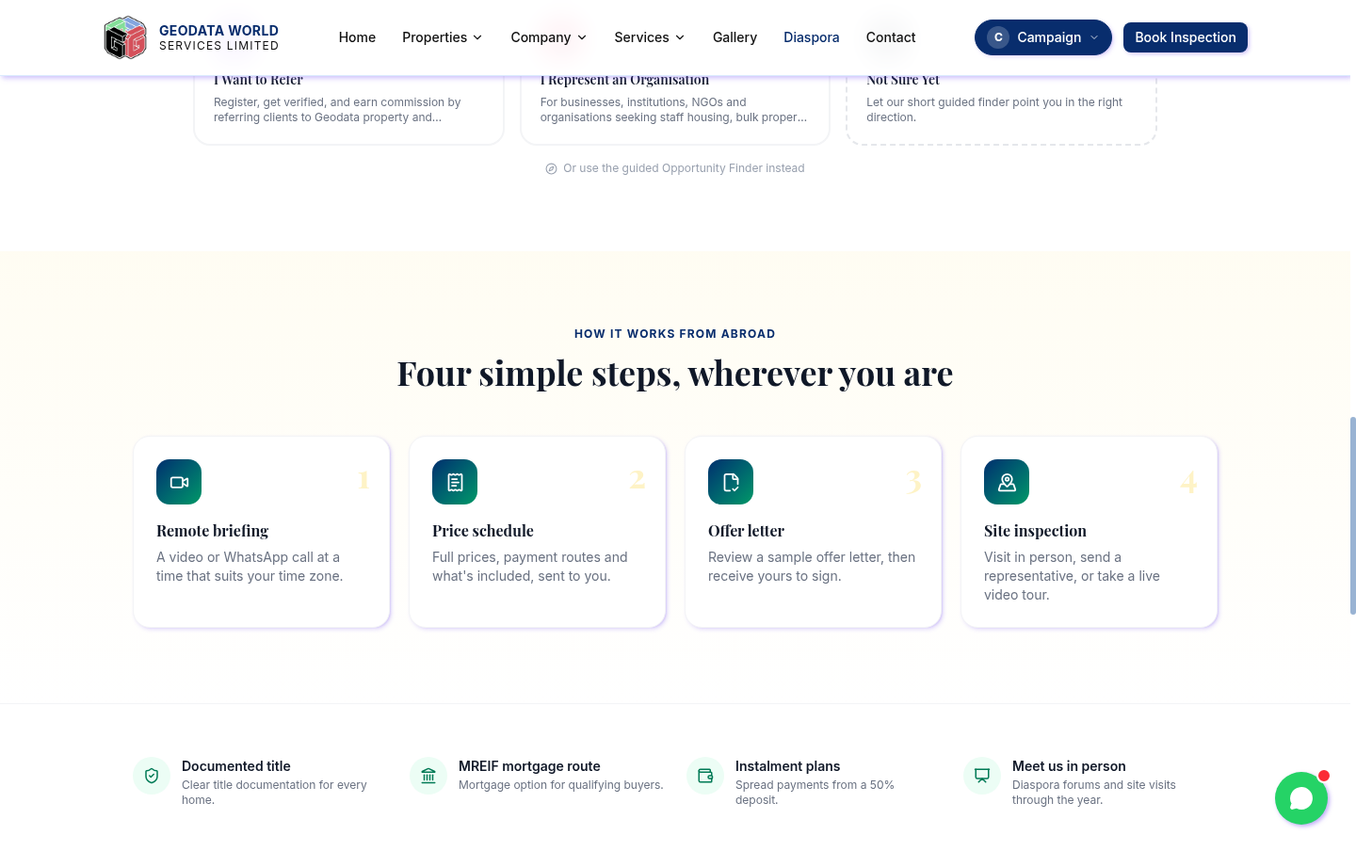 GEODATA WORLD
SERVICES LIMITED
Home
Properties
Company
Services
Gallery
Diaspora
Contact
C
Campaign
Book Inspection
I Want to Refer
Register, get verified, and earn commission by
referring clients to Geodata property and...
I Represent an Organisation
For businesses, institutions, NGOs and
organisations seeking staff housing, bulk proper...
Not Sure Yet
Let our short guided finder point you in the right
direction.
Or use the guided Opportunity Finder instead
HOW IT WORKS FROM ABROAD
Four simple steps, wherever you are
1
Remote briefing
A video or WhatsApp call at a
time that suits your time zone.
2
Price schedule
Full prices, payment routes and
what's included, sent to you.
3
Offer letter
Review a sample offer letter, then
receive yours to sign.
4
Site inspection
Visit in person, send a
representative, or take a live
video tour.
Documented title
Clear title documentation for every
home.
MREIF mortgage route
Mortgage option for qualifying buyers.
Instalment plans
Spread payments from a 50%
deposit.
Meet us in person
Diaspora forums and site visits
through the year.